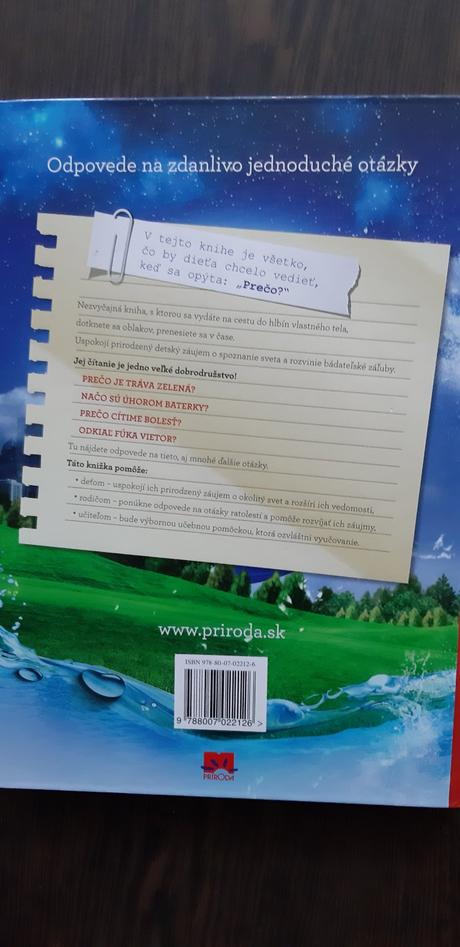 Odpovede na zdanlivo jednoduché otázky
V tejto knihe je všetko,
čo by dieťa chcelo vedieť,
keď sa opýta: „Prečo?“
Nezvyčajná kniha, s ktorou sa vydáte na cestu do hlbín vlastného tela,
dotknete sa oblakov, prenesiete sa v čase.
Uspokojí prirodzený detský záujem o spoznanie sveta a rozvinie bádateľské záľuby.
Jej čítanie je jedno veľké dobrodružstvo!
PREČO JE TRÁVA ZELENÁ?
NAČO SÚ ÚHOROM BATERKY?
PREČO CÍTIME BOLESŤ?
ODKIAĽ FÚKA VIETOR?
Tu nájdete odpovede na tieto, aj mnohé ďalšie otázky.
Táto knižka pomôže:
• deťom – uspokojí ich prirodzený záujem o okolitý svet a rozšíri ich vedomosti,
• rodičom – ponúkne odpovede na otázky ratolestí a pomôže rozvíjať ich záujmy,
• učiteľom – bude výbornou učebnou pomôckou, ktorá ozvláštni vyučovanie.
www.priroda.sk
ISBN 978-80-07-02212-6
9 788007 022126 >
PRÍRODA